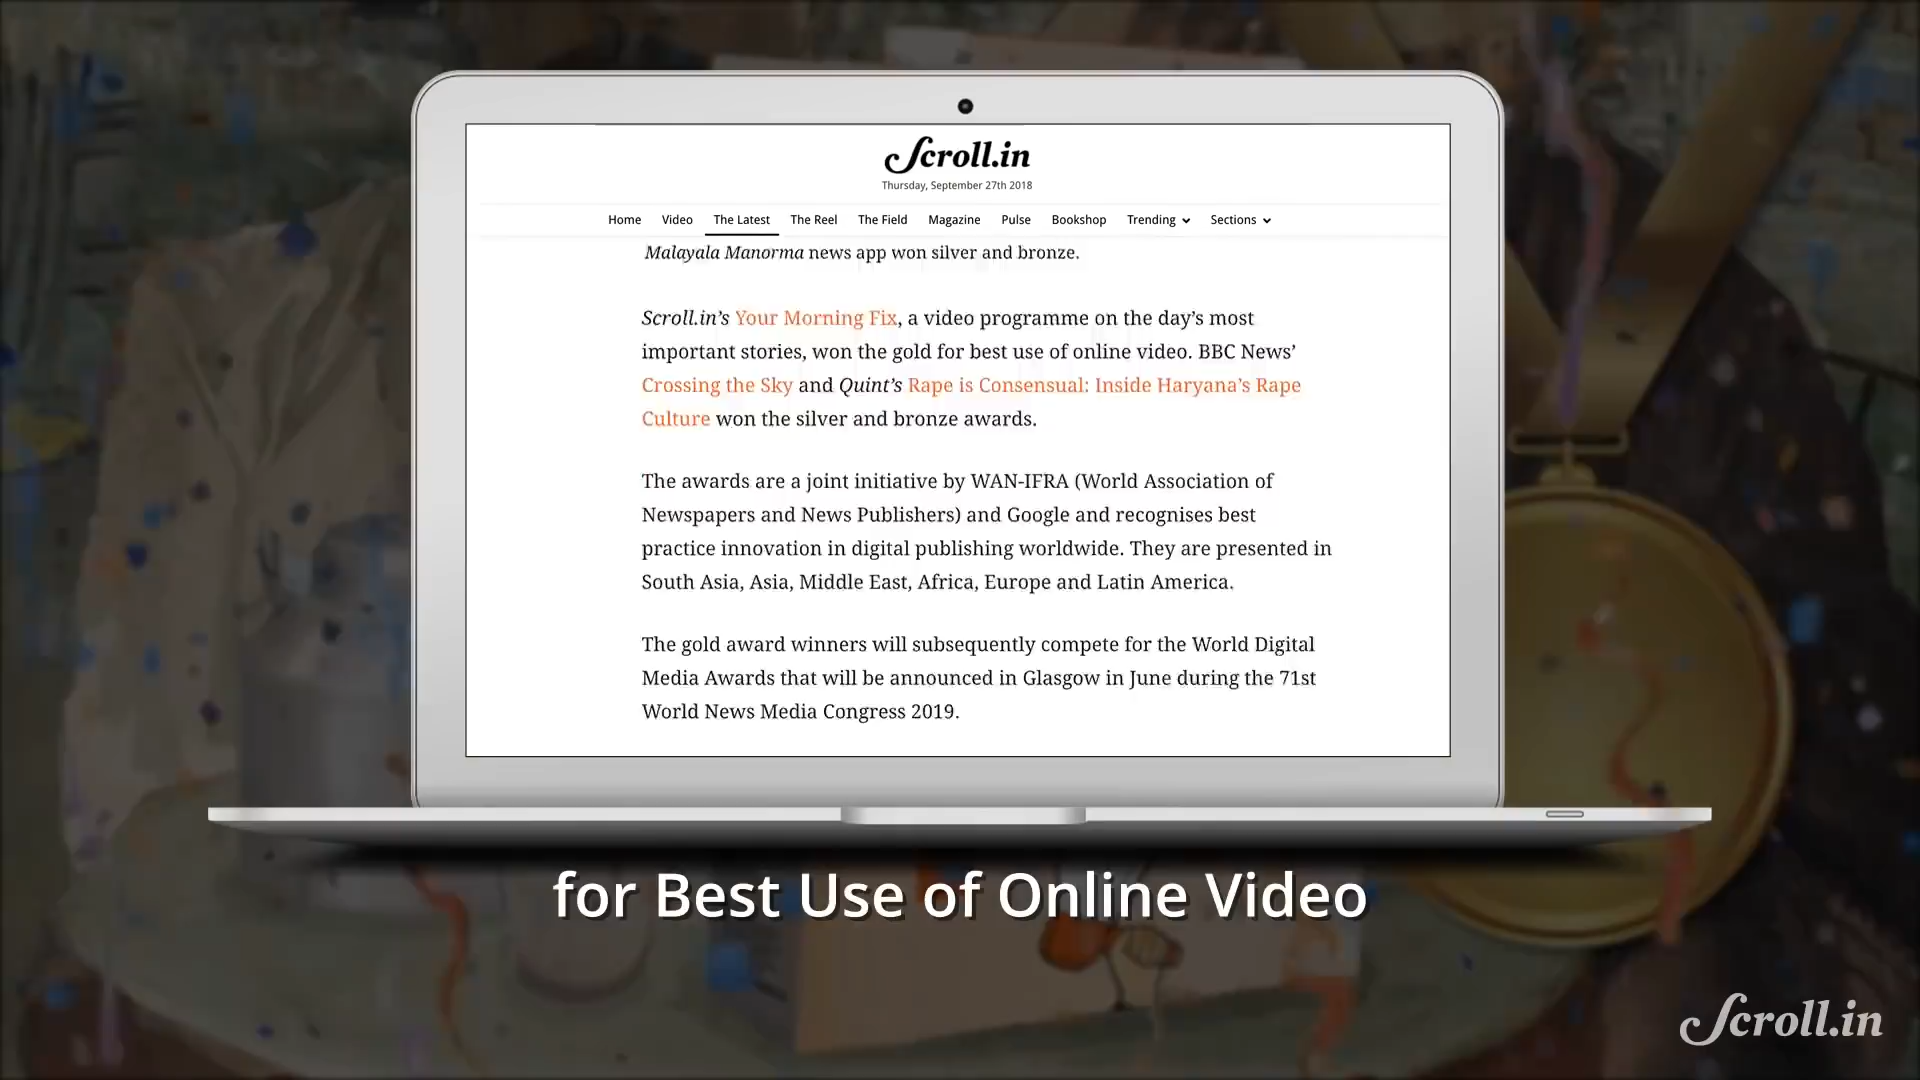 Scroll.in
Thursday, September 27th 2018
Home Video The Latest The Reel The Field Magazine Pulse Bookshop Trending Sections
Malayala Manorma news app won silver and bronze.
Scroll.in’s Your Morning Fix, a video programme on the day’s most
important stories, won the gold for best use of online video. BBC News’
Crossing the Sky and Quint’s Rape is Consensual: Inside Haryana’s Rape
Culture won the silver and bronze awards.
The awards are a joint initiative by WAN-IFRA (World Association of
Newspapers and News Publishers) and Google and recognises best
practice innovation in digital publishing worldwide. They are presented in
South Asia, Asia, Middle East, Africa, Europe and Latin America.
The gold award winners will subsequently compete for the World Digital
Media Awards that will be announced in Glasgow in June during the 71st
World News Media Congress 2019.
for Best Use of Online Video
Scroll.in